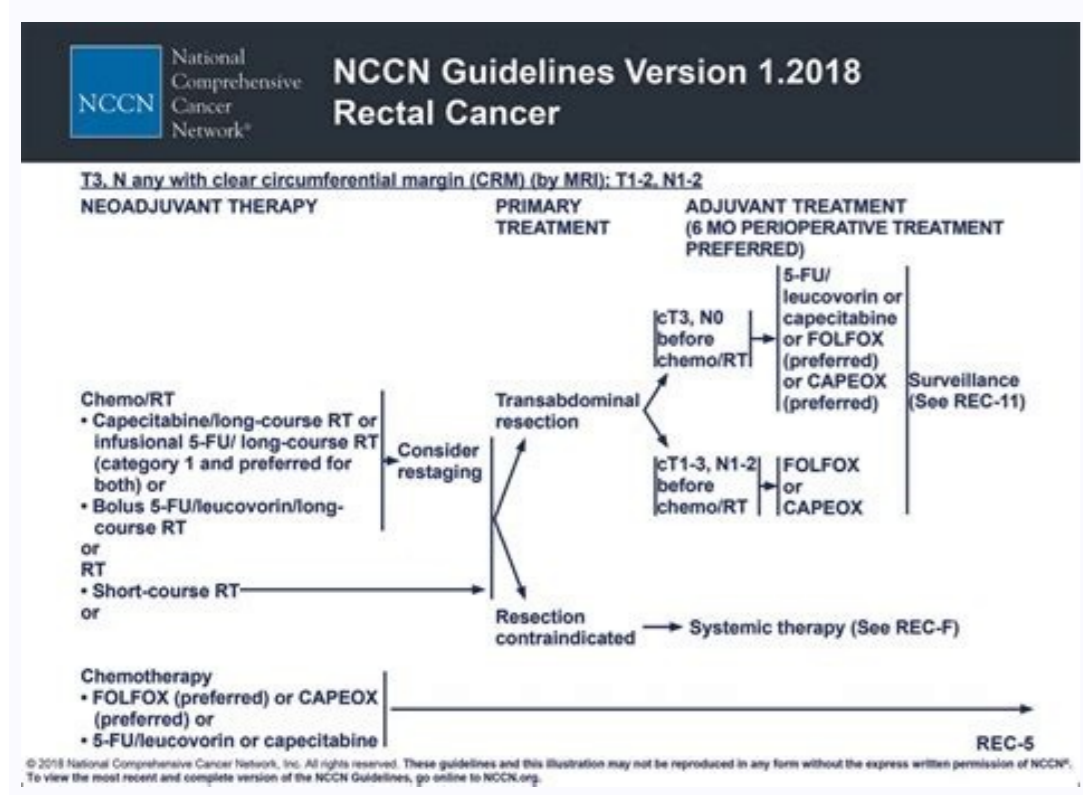 National
Comprehensive
NCCN Cancer
Network®
NCCN Guidelines Version 1.2018
Rectal Cancer
T3, N any with clear circumferential margin (CRM) (by MRI); T1-2, N1-2
NEOADJUVANT THERAPY
PRIMARY
TREATMENT
ADJUVANT TREATMENT
(6 MO PERIOPERATIVE TREATMENT
PREFERRED)
Chemo/RT
• Capecitabine/long-course RT or
infusional 5-FU/ long-course RT
(category 1 and preferred for
both) or
• Bolus 5-FU/leucovorin/long-
course RT
or
RT
• Short-course RT
or
Consider
restaging
Transabdominal
resection
cT3, N0
before
chemo/RT
5-FU/
leucovorin or
capecitabine
or FOLFOX
(preferred)
or CAPEOX
(preferred)
cT1-3, N1-2
before
chemo/RT
FOLFOX
or
CAPEOX
Surveillance
(See REC-11)
Resection
contraindicated
Systemic therapy (See REC-F)
Chemotherapy
• FOLFOX (preferred) or CAPEOX
(preferred) or
• 5-FU/leucovorin or capecitabine
REC-5
© 2018 National Comprehensive Cancer Network, Inc. All rights reserved. These guidelines and this illustration may not be reproduced in any form without the express written permission of NCCN®.
To view the most recent and complete version of the NCCN Guidelines, go online to NCCN.org.